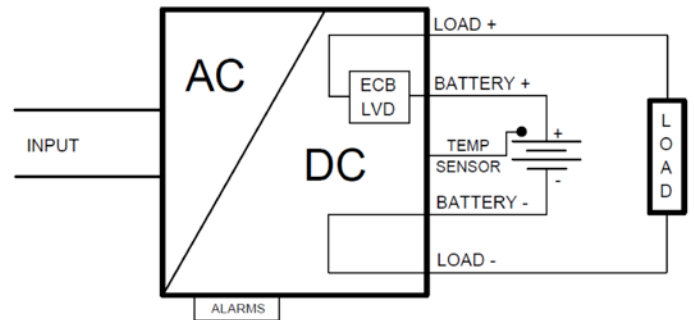 LOAD +
AC
ECB
LVD
BATTERY +
INPUT
TEMP
SENSOR
+
-
DC
BATTERY -
LOAD -
L
O
A
D
ALARMS